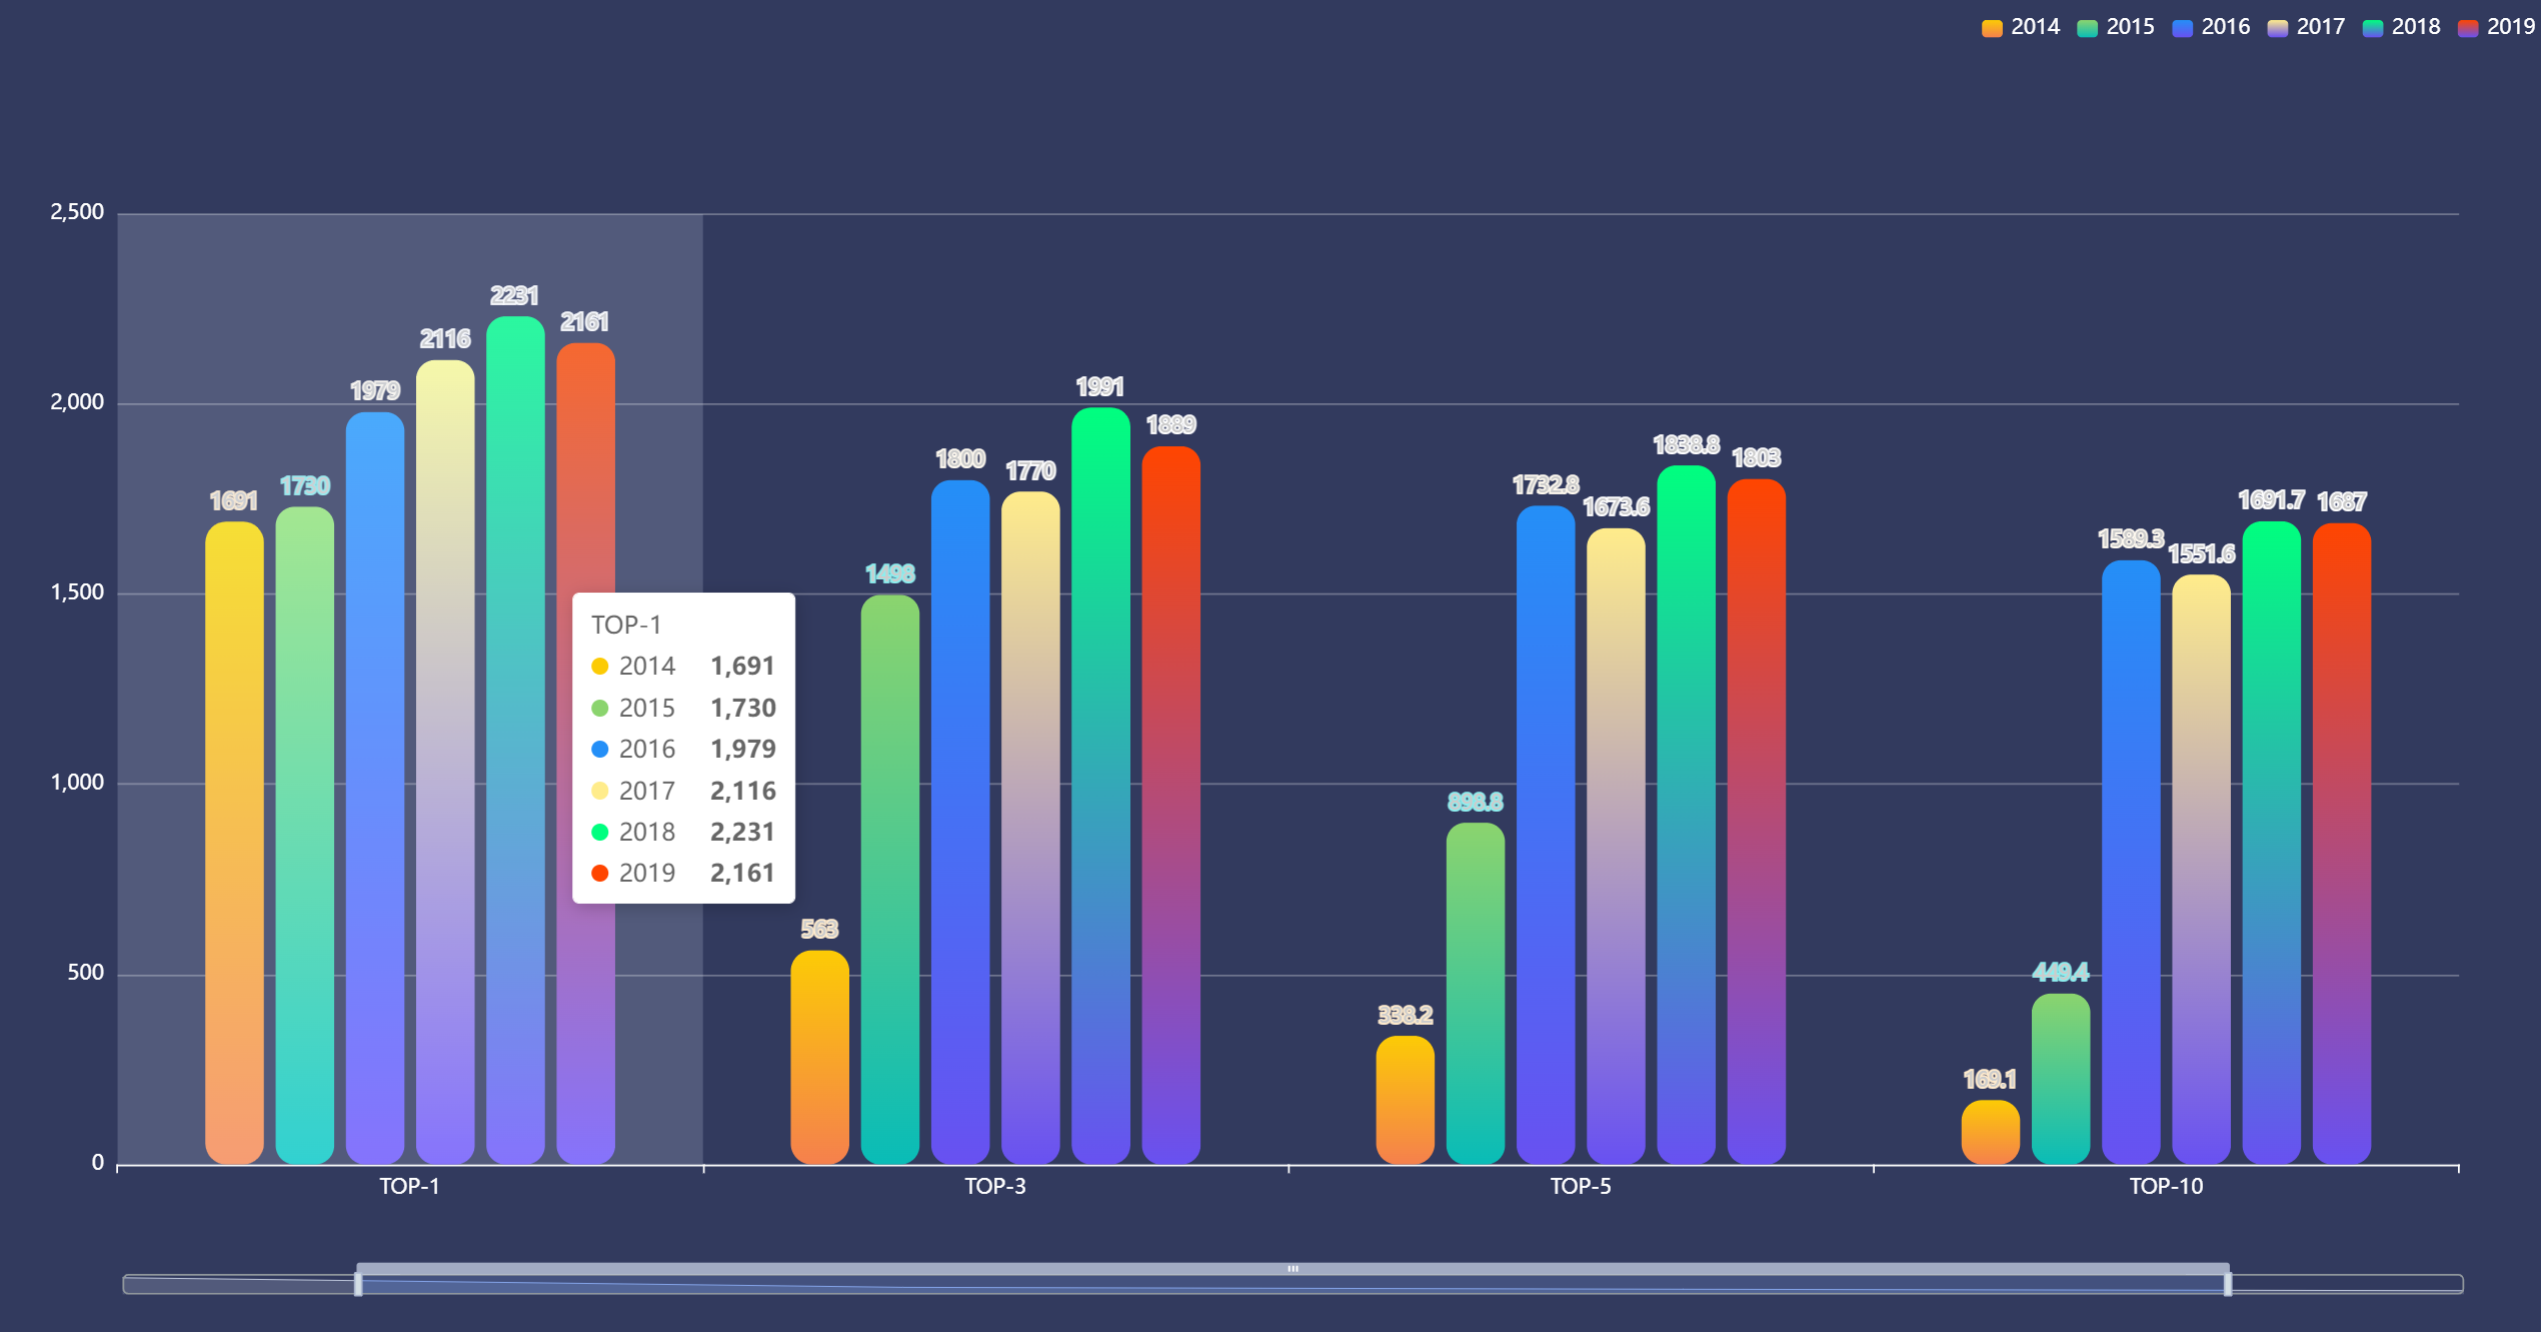 2014 2015 2016 2017 2018 2019
2,500
2,000
1,500
1,000
500
0
1691 1730 1979 2116 2231 2161
563 1498 1800 1770 1991 1889
338.2 898.8 1732.8 1673.6 1838.8 1803
169.1 449.4 1589.3 1551.6 1691.7 1687
TOP-1
2014 1,691
2015 1,730
2016 1,979
2017 2,116
2018 2,231
2019 2,161
TOP-1 TOP-3 TOP-5 TOP-10